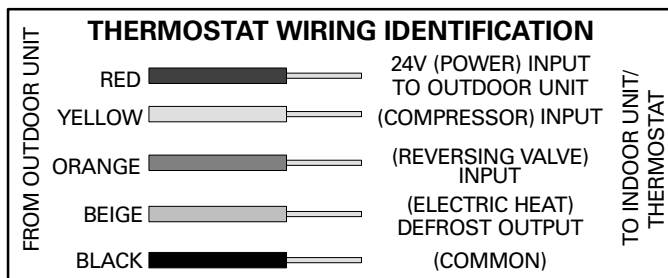 THERMOSTAT WIRING IDENTIFICATION
FROM OUTDOOR UNIT
RED
24V (POWER) INPUT
TO OUTDOOR UNIT
YELLOW
(COMPRESSOR) INPUT
ORANGE
(REVERSING VALVE)
INPUT
BEIGE
(ELECTRIC HEAT)
DEFROST OUTPUT
BLACK
(COMMON)
TO INDOOR UNIT/
THERMOSTAT